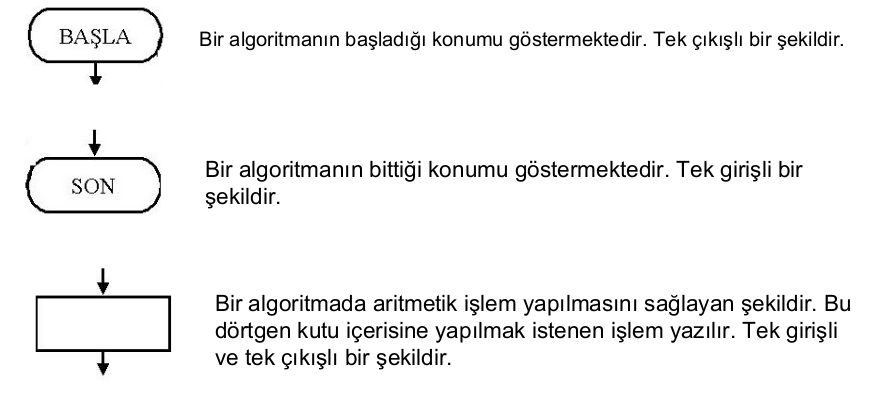 BAŞLA
Bir algoritmanın başladığı konumu göstermektedir. Tek çıkışlı bir şekildir.
SON
Bir algoritmanın bittiği konumu göstermektedir. Tek girişli bir
şekildir.
Bir algoritmada aritmetik işlem yapılmasını sağlayan şekildir. Bu
dörtgen kutu içerisine yapılmak istenen işlem yazılır. Tek girişli
ve tek çıkışlı bir şekildir.